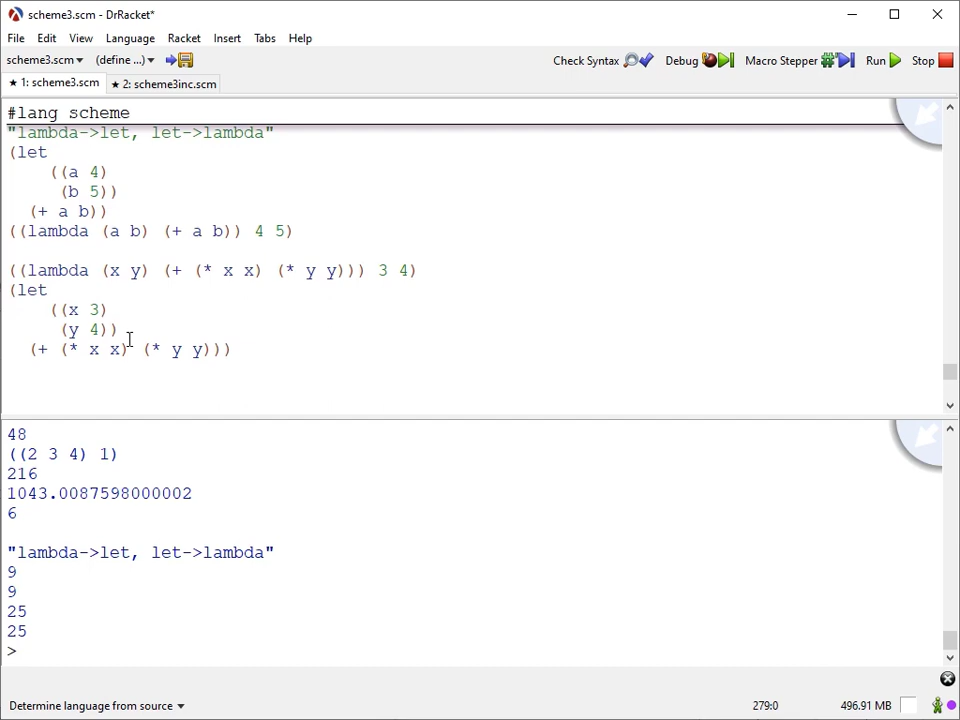 scheme3.scm - DrRacket*
File Edit View Language Racket Insert Tabs Help
scheme3.scm ▾ (define ...) ▾ Check Syntax Debug Macro Stepper Run Stop
★ 1: scheme3.scm ★ 2: scheme3inc.scm
#lang scheme
"lambda->let, let->lambda"
(let
((a 4)
(b 5))
(+ a b))
((lambda (a b) (+ a b)) 4 5)
((lambda (x y) (+ (* x x) (* y y))) 3 4)
(let
((x 3)
(y 4))
(+ (* x x) (* y y)))
48
((2 3 4) 1)
216
1043.0087598000002
6
"lambda->let, let->lambda"
9
9
25
25
>
Determine language from source ▾ 279:0 496.91 MB